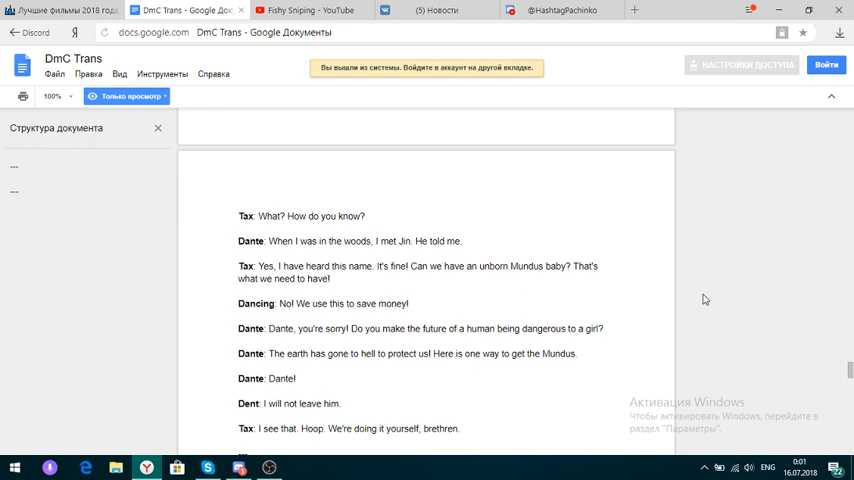 Лучшие фильмы 2018 года
DmC Trans - Google Док
Fishy Sniping - YouTube
(5) Новости
@HashtagPachinko
Discord
docs.google.com DmC Trans - Google Документы
DmC Trans
Файл Правка Вид Инструменты Справка
Вы вышли из системы. Войдите в аккаунт на другой вкладке.
НАСТРОЙКИ ДОСТУПА
Войти
100%
Только просмотр
Структура документа
---
---
Tax: What? How do you know?
Dante: When I was in the woods, I met Jin. He told me.
Tax: Yes, I have heard this name. It's fine! Can we have an unborn Mundus baby? That's
what we need to have!
Dancing: No! We use this to save money!
Dante: Dante, you're sorry! Do you make the future of a human being dangerous to a girl?
Dante: The earth has gone to hell to protect us! Here is one way to get the Mundus.
Dante: Dante!
Dent: I will not leave him.
Tax: I see that. Hoop. We're doing it yourself, brethren.
Активация Windows
Чтобы активировать Windows, перейдите в
раздел "Параметры".
ENG
0:01
16.07.2018
22